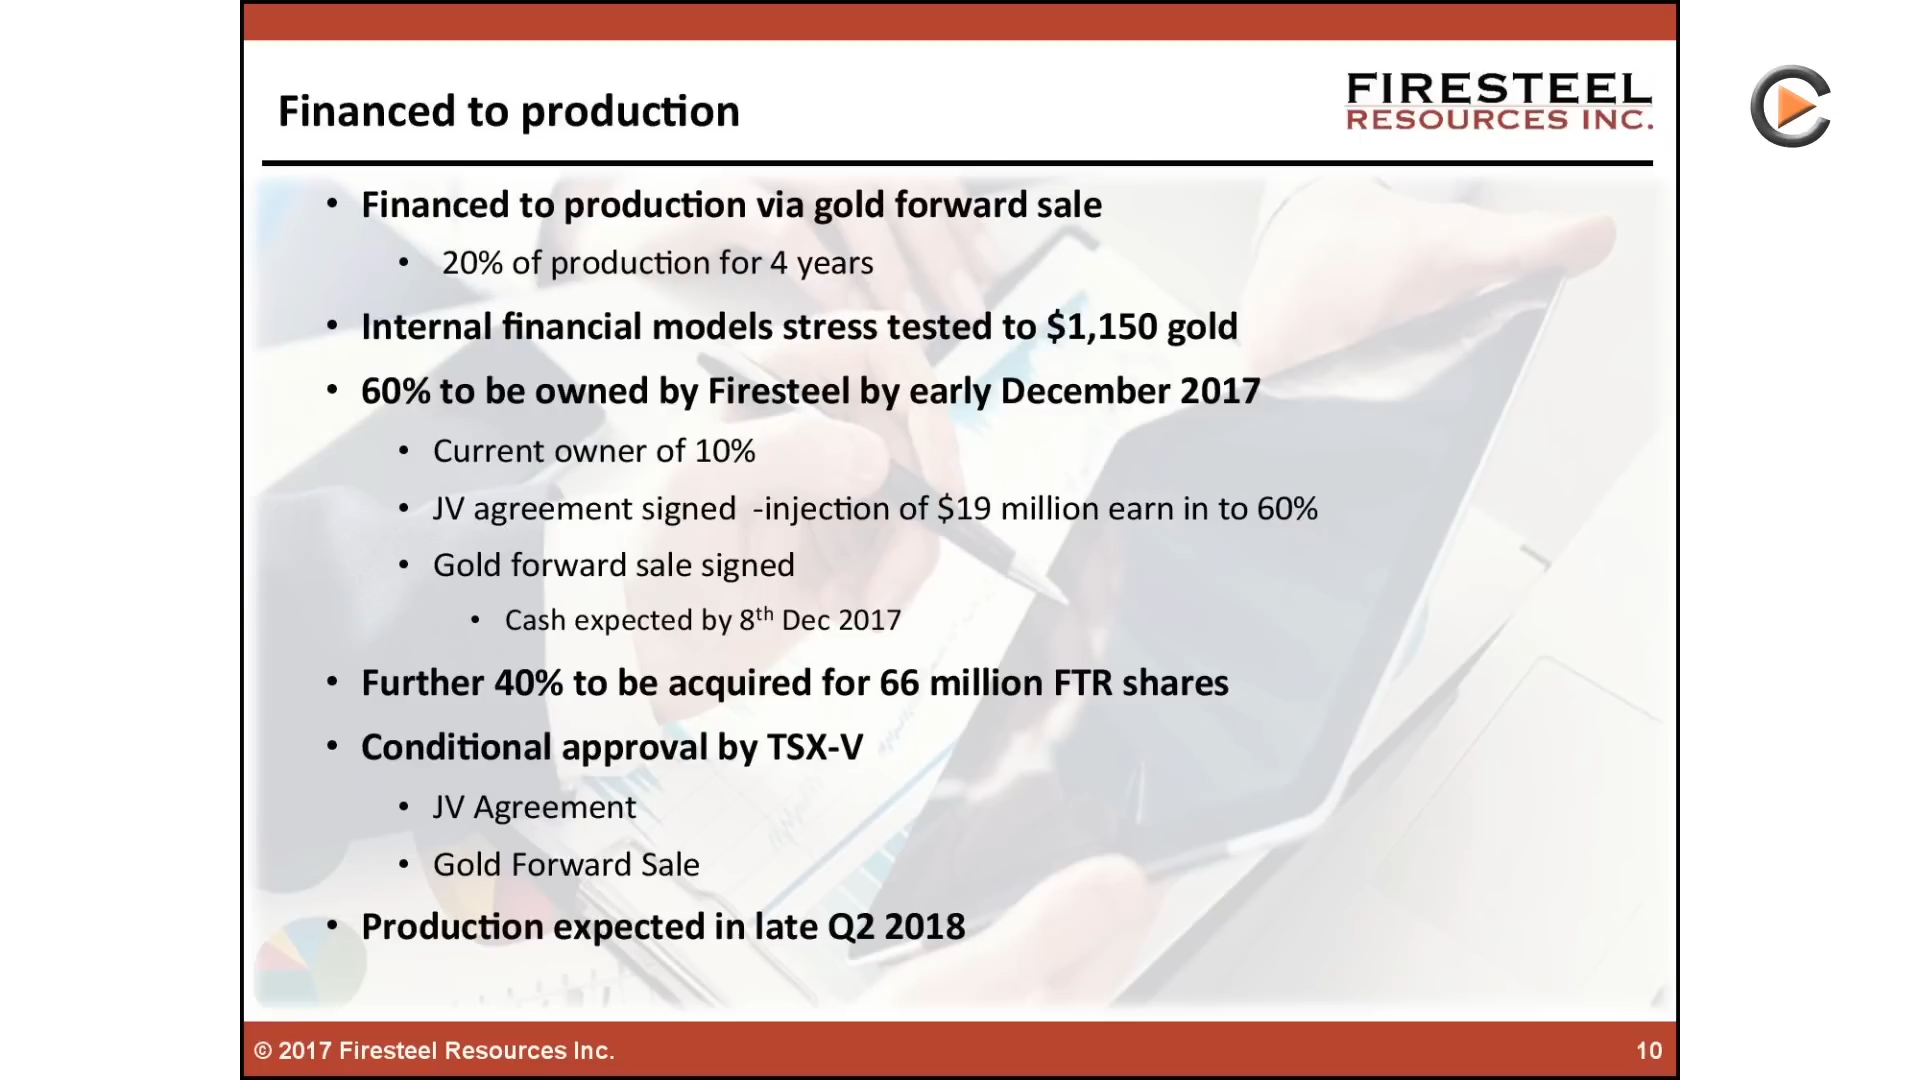 Financed to production
FIRESTEEL
RESOURCES INC.
• Financed to production via gold forward sale
• 20% of production for 4 years
• Internal financial models stress tested to $1,150 gold
• 60% to be owned by Firesteel by early December 2017
• Current owner of 10%
• JV agreement signed -injection of $19 million earn in to 60%
• Gold forward sale signed
• Cash expected by 8th Dec 2017
• Further 40% to be acquired for 66 million FTR shares
• Conditional approval by TSX-V
• JV Agreement
• Gold Forward Sale
• Production expected in late Q2 2018
© 2017 Firesteel Resources Inc.
10